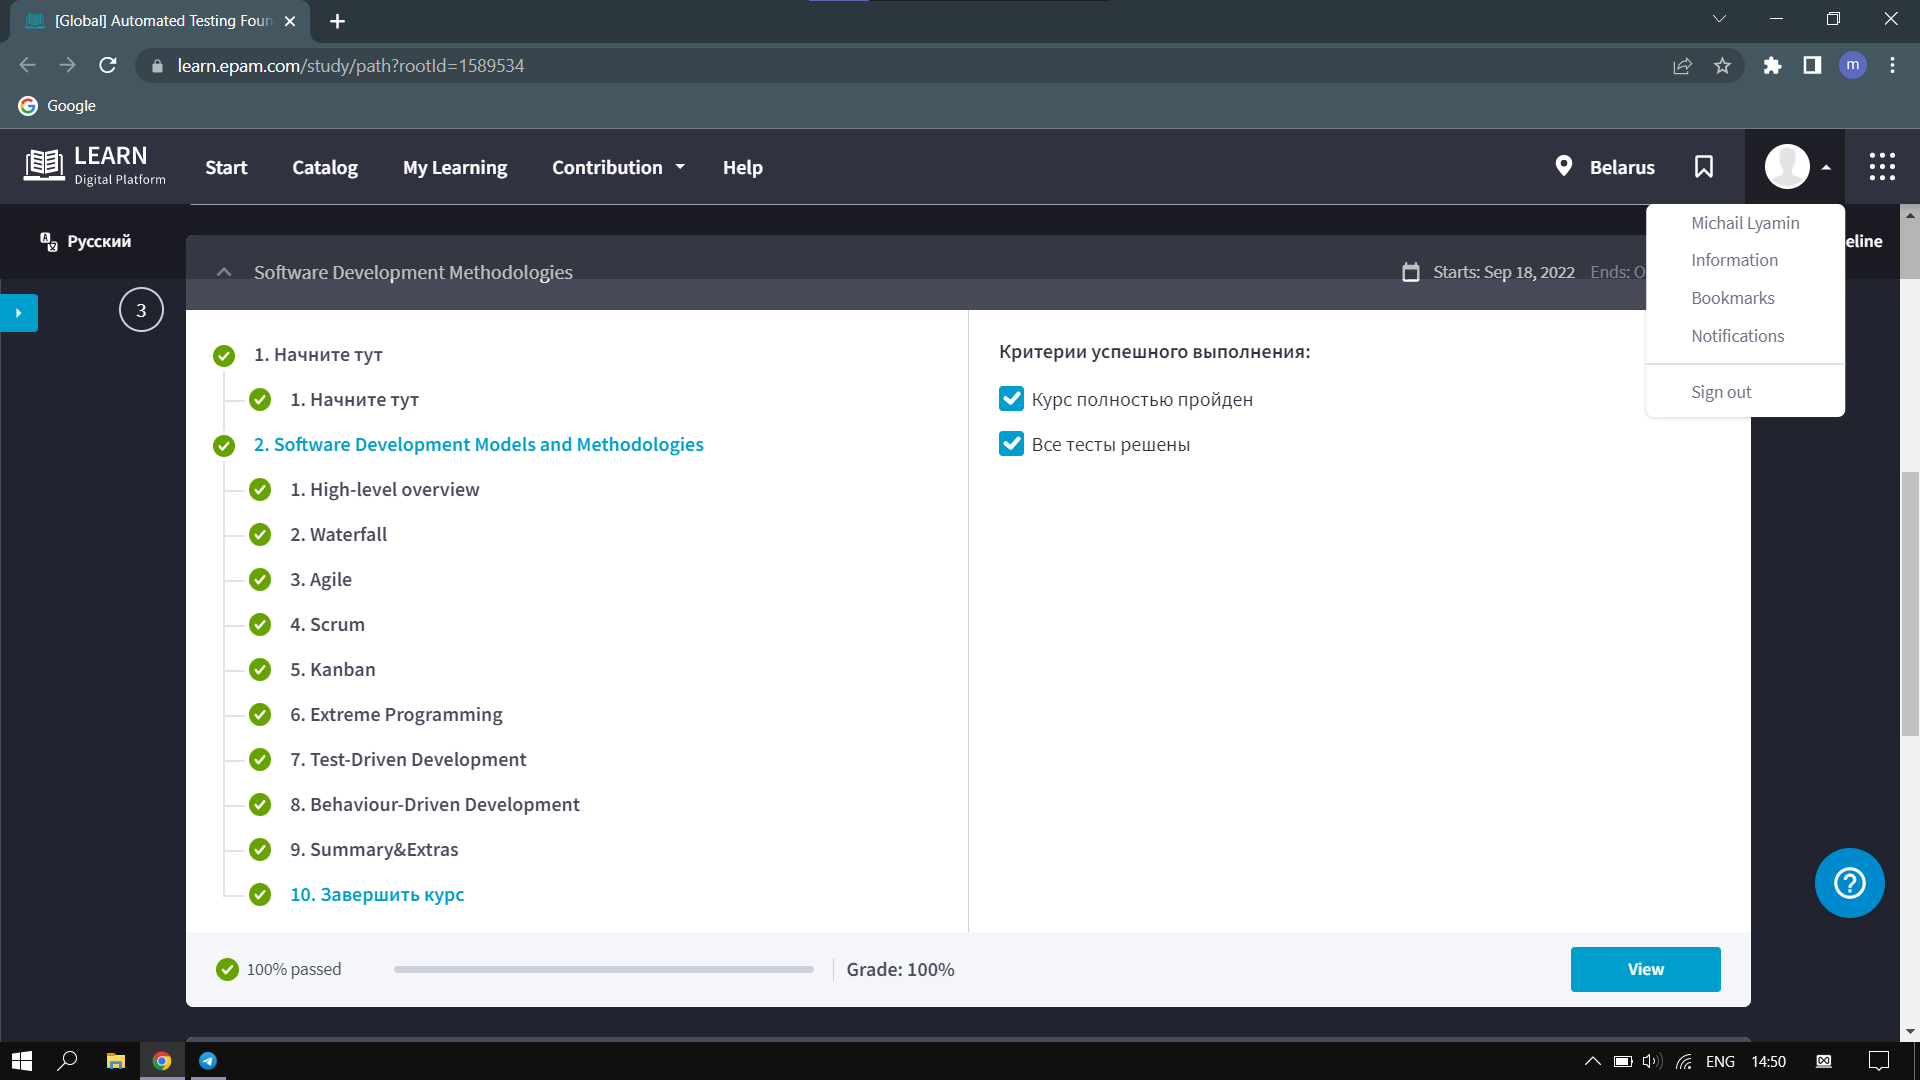 [Global] Automated Testing Foun
learn.epam.com/study/path?rootId=1589534
m
Google
LEARN
Digital Platform
Start
Catalog
My Learning
Contribution
Help
Belarus
Русский
eline
Michail Lyamin
Information
Bookmarks
Notifications
Sign out
Software Development Methodologies
Starts: Sep 18, 2022
Ends: O
3
1. Начните тут
1. Начните тут
2. Software Development Models and Methodologies
1. High-level overview
2. Waterfall
3. Agile
4. Scrum
5. Kanban
6. Extreme Programming
7. Test-Driven Development
8. Behaviour-Driven Development
9. Summary&Extras
10. Завершить курс
Критерии успешного выполнения:
Курс полностью пройден
Все тесты решены
100% passed
Grade: 100%
View
ENG
14:50